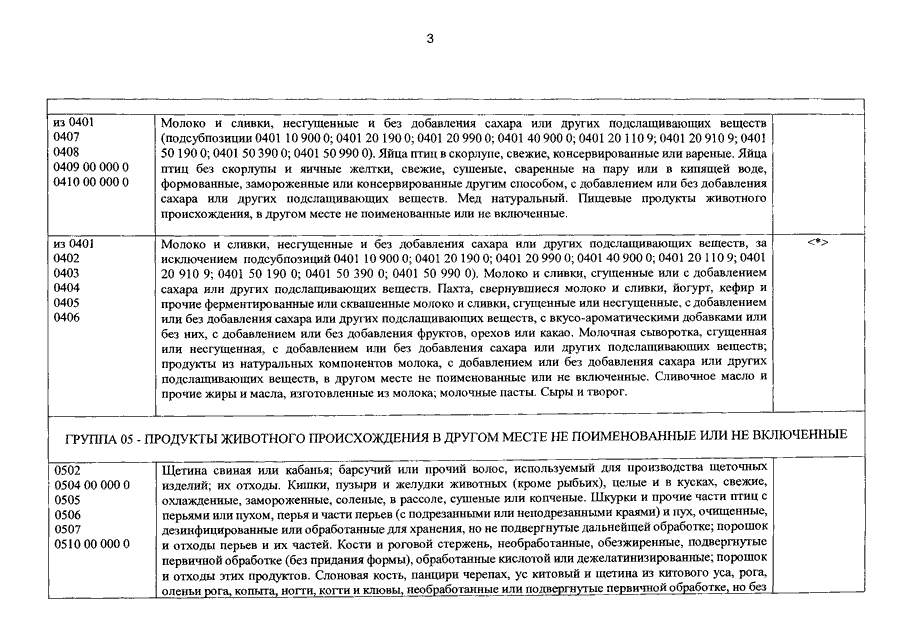 3
из 0401
0407
0408
0409 00 000 0
0410 00 000 0
Молоко и сливки, несгущенные и без добавления сахара или других подслащивающих веществ
(подсубпозиции 0401 10 900 0; 0401 20 190 0; 0401 20 990 0; 0401 40 900 0; 0401 20 110 9; 0401 20 910 9; 0401
50 190 0; 0401 50 390 0; 0401 50 990 0). Яйца птиц в скорлупе, свежие, консервированные или вареные. Яйца
птиц без скорлупы и яичные желтки, свежие, сушеные, сваренные на пару или в кипящей воде,
формованные, замороженные или консервированные другим способом, с добавлением или без добавления
сахара или других подслащивающих веществ. Мед натуральный. Пищевые продукты животного
происхождения, в другом месте не поименованные или не включенные.
из 0401
0402
0403
0404
0405
0406
Молоко и сливки, несгущенные и без добавления сахара или других подслащивающих веществ, за
исключением подсубпозиций 0401 10 900 0; 0401 20 190 0; 0401 20 990 0; 0401 40 900 0; 0401 20 110 9; 0401
20 910 9; 0401 50 190 0; 0401 50 390 0; 0401 50 990 0). Молоко и сливки, сгущенные или с добавлением
сахара или других подслащивающих веществ. Пахта, свернувшиеся молоко и сливки, йогурт, кефир и
прочие ферментированные или сквашенные молоко и сливки, сгущенные или несгущенные, с добавлением
или без добавления сахара или других подслащивающих веществ, с вкусо-ароматическими добавками или
без них, с добавлением или без добавления фруктов, орехов или какао. Молочная сыворотка, сгущенная
или несгущенная, с добавлением или без добавления сахара или других подслащивающих веществ;
продукты из натуральных компонентов молока, с добавлением или без добавления сахара или других
подслащивающих веществ, в другом месте не поименованные или не включенные. Сливочное масло и
прочие жиры и масла, изготовленные из молока; молочные пасты. Сыры и творог.
<*>
ГРУППА 05 - ПРОДУКТЫ ЖИВОТНОГО ПРОИСХОЖДЕНИЯ В ДРУГОМ МЕСТЕ НЕ ПОИМЕНОВАННЫЕ ИЛИ НЕ ВКЛЮЧЕННЫЕ
0502
0504 00 000 0
0505
0506
0507
0510 00 000 0
Щетина свиная или кабанья; барсучий или прочий волос, используемый для производства щеточных
изделий; их отходы. Кишки, пузыри и желудки животных (кроме рыбьих), целые и в кусках, свежие,
охлажденные, замороженные, соленые, в рассоле, сушеные или копченые. Шкурки и прочие части птиц с
перьями или пухом, перья и части перьев (с подрезанными или неподрезанными краями) и пух, очищенные,
дезинфицированные или обработанные для хранения, но не подвергнутые дальнейшей обработке; порошок
и отходы перьев и их частей. Кости и роговой стержень, необработанные, обезжиренные, подвергнутые
первичной обработке (без придания формы), обработанные кислотой или дежелатинизированные; порошок
и отходы этих продуктов. Слоновая кость, панцири черепах, ус китовый и щетина из китового уса, рога,
оленьи рога, копыта, ногти, когти и клювы, необработанные или подвергнутые первичной обработке, но без